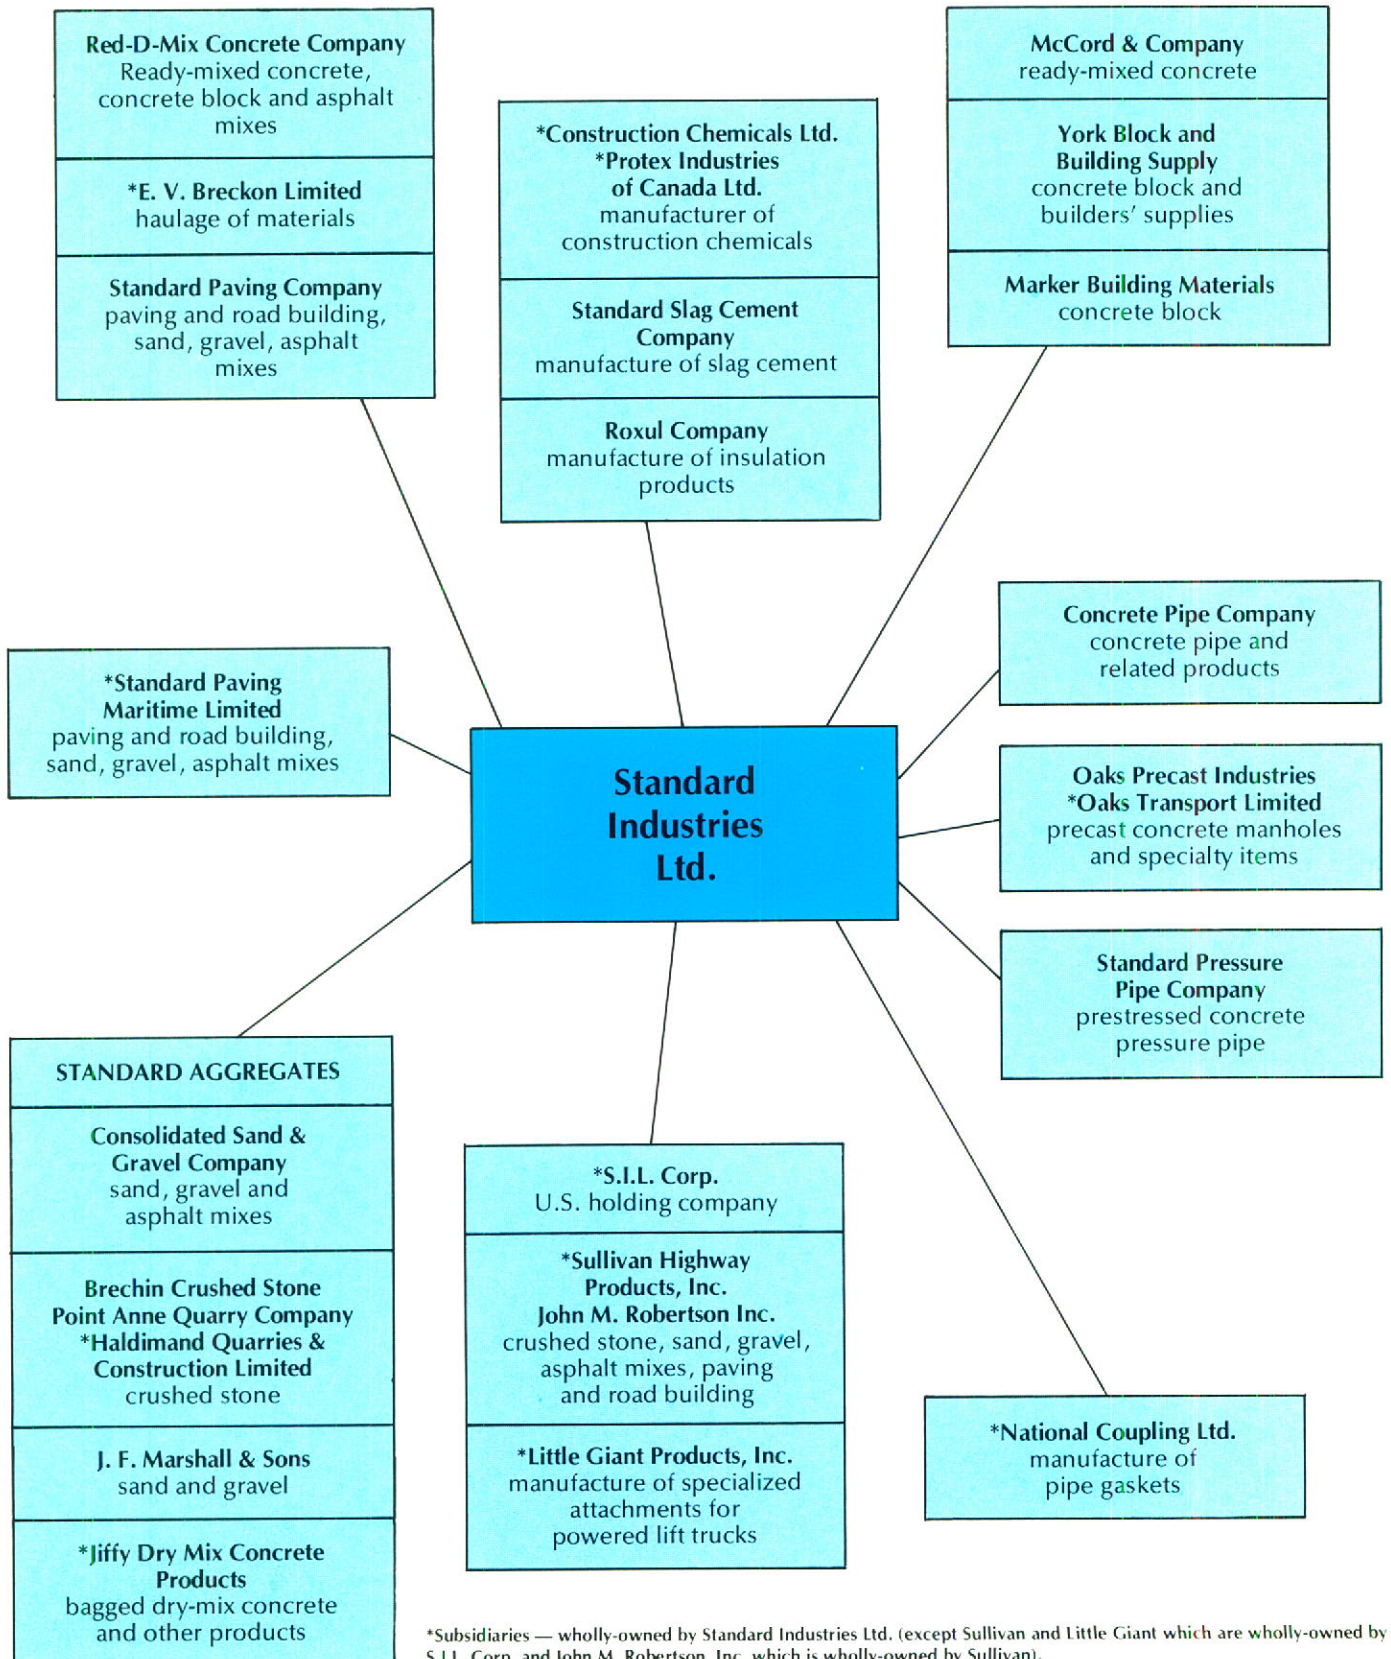 Red-D-Mix Concrete Company
Ready-mixed concrete,
concrete block and asphalt
mixes
*E. V. Breckon Limited
haulage of materials
Standard Paving Company
paving and road building,
sand, gravel, asphalt
mixes
*Construction Chemicals Ltd.
*Protex Industries
of Canada Ltd.
manufacturer of
construction chemicals
Standard Slag Cement
Company
manufacture of slag cement
Roxul Company
manufacture of insulation
products
McCord & Company
ready-mixed concrete
York Block and
Building Supply
concrete block and
builders' supplies
Marker Building Materials
concrete block
*Standard Paving
Maritime Limited
paving and road building,
sand, gravel, asphalt mixes
Standard
Industries
Ltd.
Concrete Pipe Company
concrete pipe and
related products
Oaks Precast Industries
*Oaks Transport Limited
precast concrete manholes
and specialty items
Standard Pressure
Pipe Company
prestressed concrete
pressure pipe
STANDARD AGGREGATES
Consolidated Sand &
Gravel Company
sand, gravel and
asphalt mixes
Brechin Crushed Stone
Point Anne Quarry Company
*Haldimand Quarries &
Construction Limited
crushed stone
J. F. Marshall & Sons
sand and gravel
*Jiffy Dry Mix Concrete
Products
bagged dry-mix concrete
and other products
*S.I.L. Corp.
U.S. holding company
*Sullivan Highway
Products, Inc.
John M. Robertson Inc.
crushed stone, sand, gravel,
asphalt mixes, paving
and road building
*Little Giant Products, Inc.
manufacture of specialized
attachments for
powered lift trucks
*National Coupling Ltd.
manufacture of
pipe gaskets
*Subsidiaries — wholly-owned by Standard Industries Ltd. (except Sullivan and Little Giant which are wholly-owned by
S.I.L. Corp. and John M. Robertson, Inc. which is wholly-owned by Sullivan).